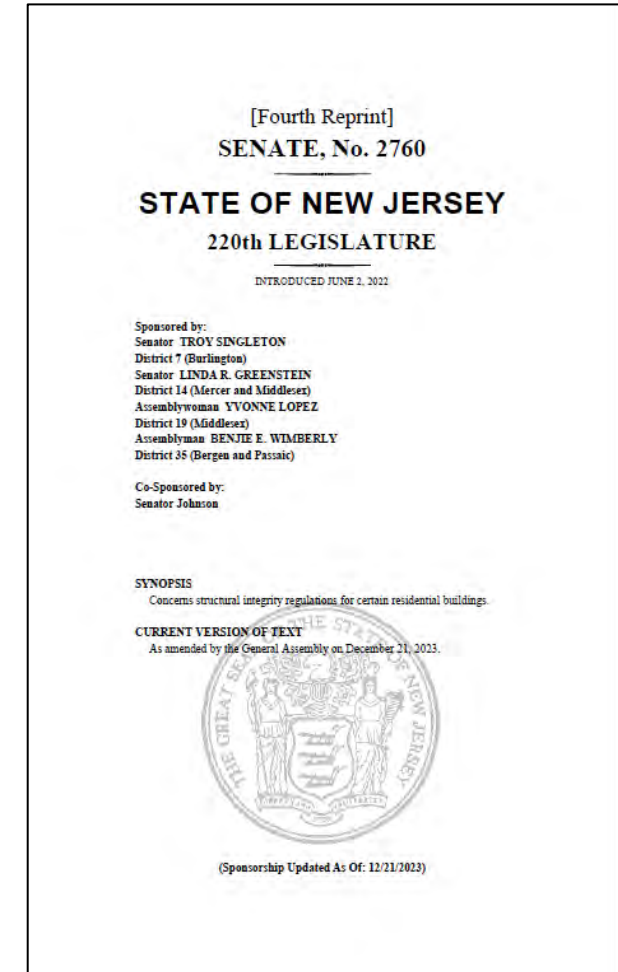 [Fourth Reprint]
SENATE, No. 2760
STATE OF NEW JERSEY
220th LEGISLATURE
INTRODUCED JUNE 2, 2022
Sponsored by:
Senator TROY SINGLETON
District 7 (Burlington)
Senator LINDA R. GREENSTEIN
District 14 (Mercer and Middlesex)
Assemblywoman YVONNE LOPEZ
District 19 (Middlesex)
Assemblyman BENJIE E. WIMBERLY
District 35 (Bergen and Passaic)
Co-Sponsored by:
Senator Johnson
SYNOPSIS
Concerns structural integrity regulations for certain residential buildings.
CURRENT VERSION OF TEXT
As amended by the General Assembly on December 21, 2023.
THE GREAT SEAL OF THE STATE OF NEW JERSEY
(Sponsorship Updated As Of: 12/21/2023)